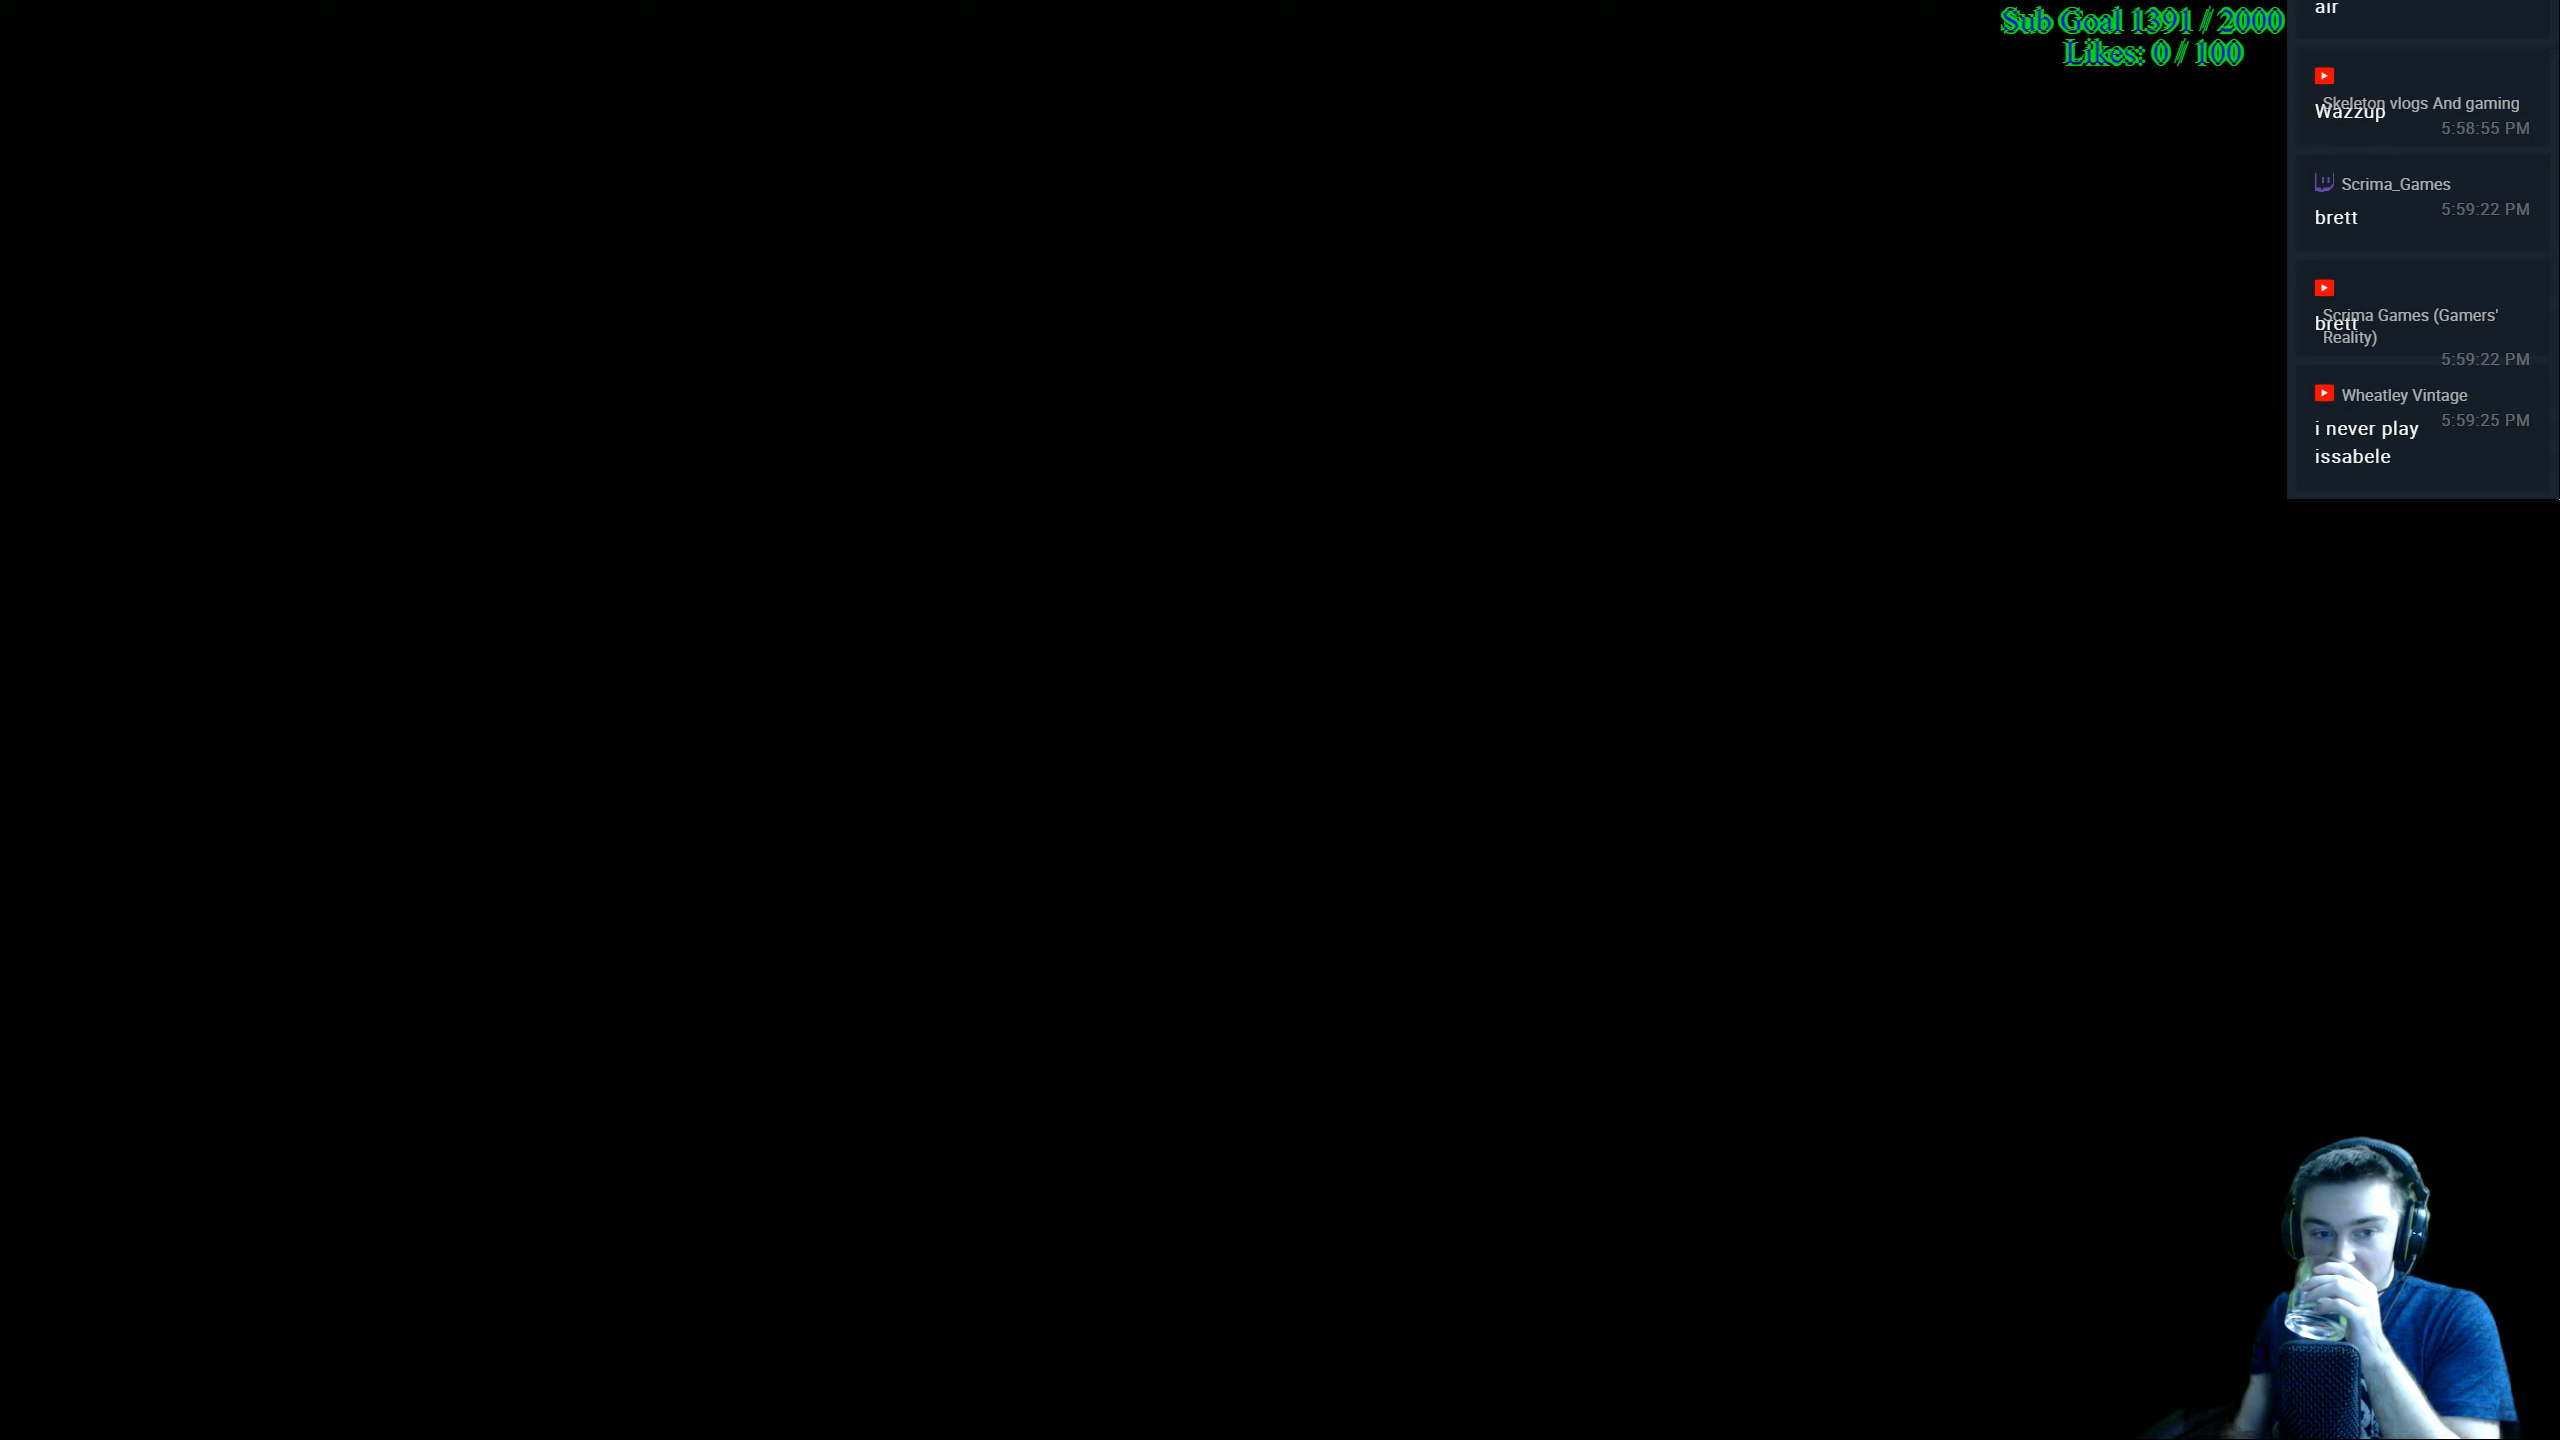 Sub Goal 1391 / 2000
Likes: 0 / 100
air
Skeleton vlogs And gaming
Wazzup
5:58:55 PM
Scrima_Games
5:59:22 PM
brett
Scrima Games (Gamers'
brett
Reality)
5:59:22 PM
Wheatley Vintage
5:59:25 PM
i never play
issabele